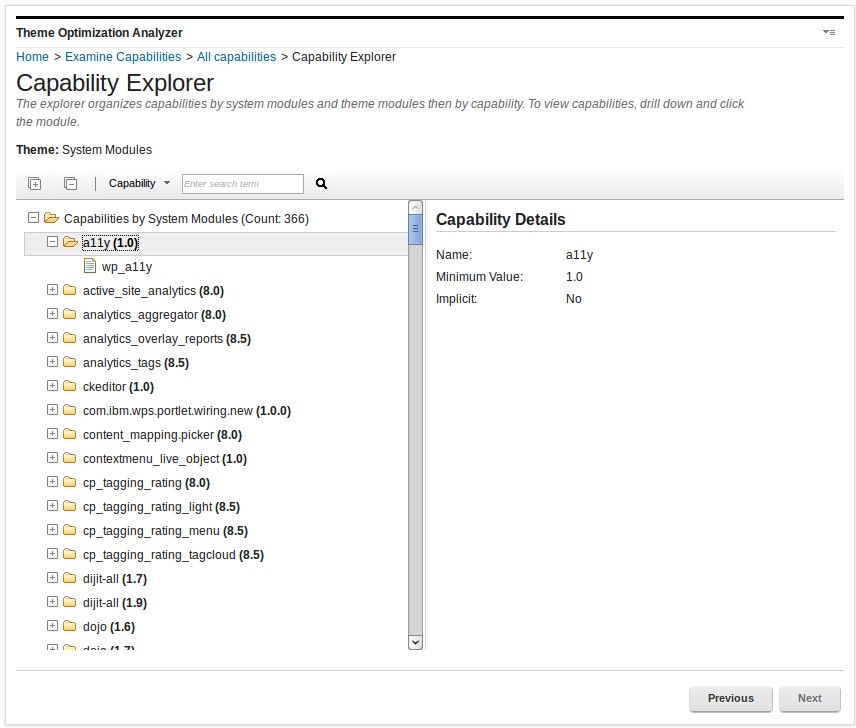 Theme Optimization Analyzer
Home > Examine Capabilities > All capabilities > Capability Explorer
Capability Explorer
The explorer organizes capabilities by system modules and theme modules then by capability. To view capabilities, drill down and click
the module.
Theme: System Modules
Capability
Enter search term
Capabilities by System Modules (Count: 366)
a11y (1.0)
wp_a11y
active_site_analytics (8.0)
analytics_aggregator (8.0)
analytics_overlay_reports (8.5)
analytics_tags (8.5)
ckeditor (1.0)
com.ibm.wps.portlet.wiring.new (1.0.0)
content_mapping.picker (8.0)
contextmenu_live_object (1.0)
cp_tagging_rating (8.0)
cp_tagging_rating_light (8.5)
cp_tagging_rating_menu (8.5)
cp_tagging_rating_tagcloud (8.5)
dijit-all (1.7)
dijit-all (1.9)
dojo (1.6)
dojo (1.7)
Capability Details
Name: a11y
Minimum Value: 1.0
Implicit: No
Previous Next